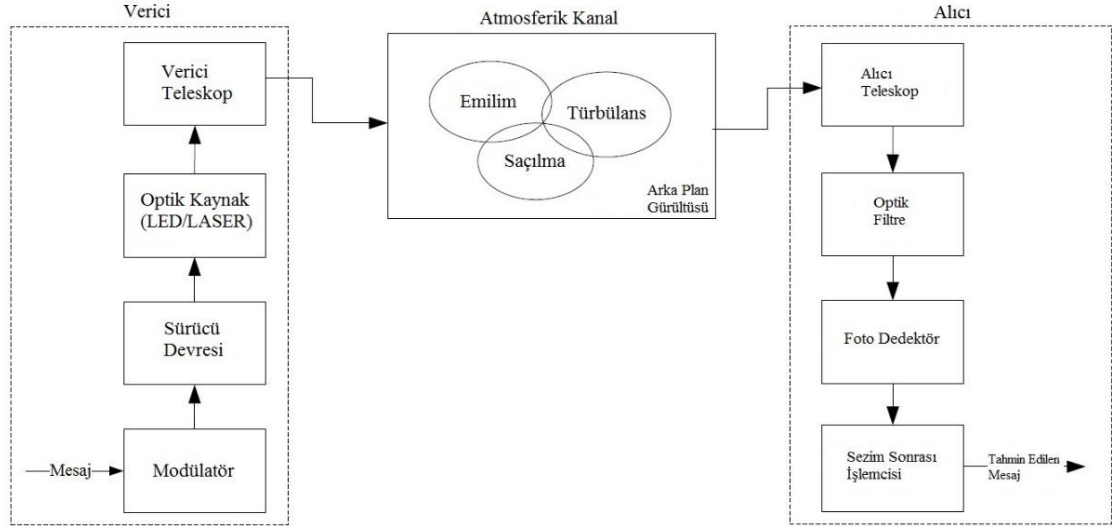 Verici
Verici
Teleskop
Optik Kaynak
(LED/LASER)
Sürücü
Devresi
Mesaj
Modülatör
Atmosferik Kanal
Emilim
Türbülans
Saçılma
Arka Plan
Gürültüsü
Alıcı
Alıcı
Teleskop
Optik
Filtre
Foto Dedektör
Sezim Sonrası
İşlemcisi
Tahmin Edilen
Mesaj